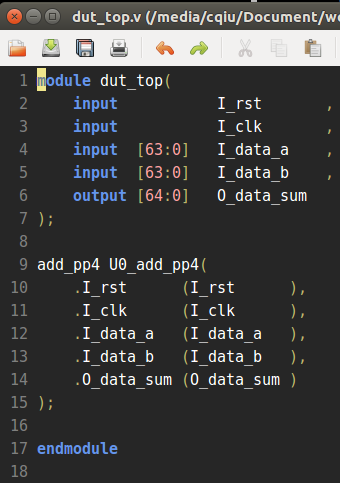 dut_top.v (/media/cqiu/Document/w
1 module dut_top(
2     input           I_rst       ,
3     input           I_clk       ,
4     input  [63:0]   I_data_a    ,
5     input  [63:0]   I_data_b    ,
6     output [64:0]   O_data_sum
7 );
8
9 add_pp4 U0_add_pp4(
10     .I_rst      (I_rst      ),
11     .I_clk      (I_clk      ),
12     .I_data_a   (I_data_a   ),
13     .I_data_b   (I_data_b   ),
14     .O_data_sum (O_data_sum )
15 );
16
17 endmodule
18